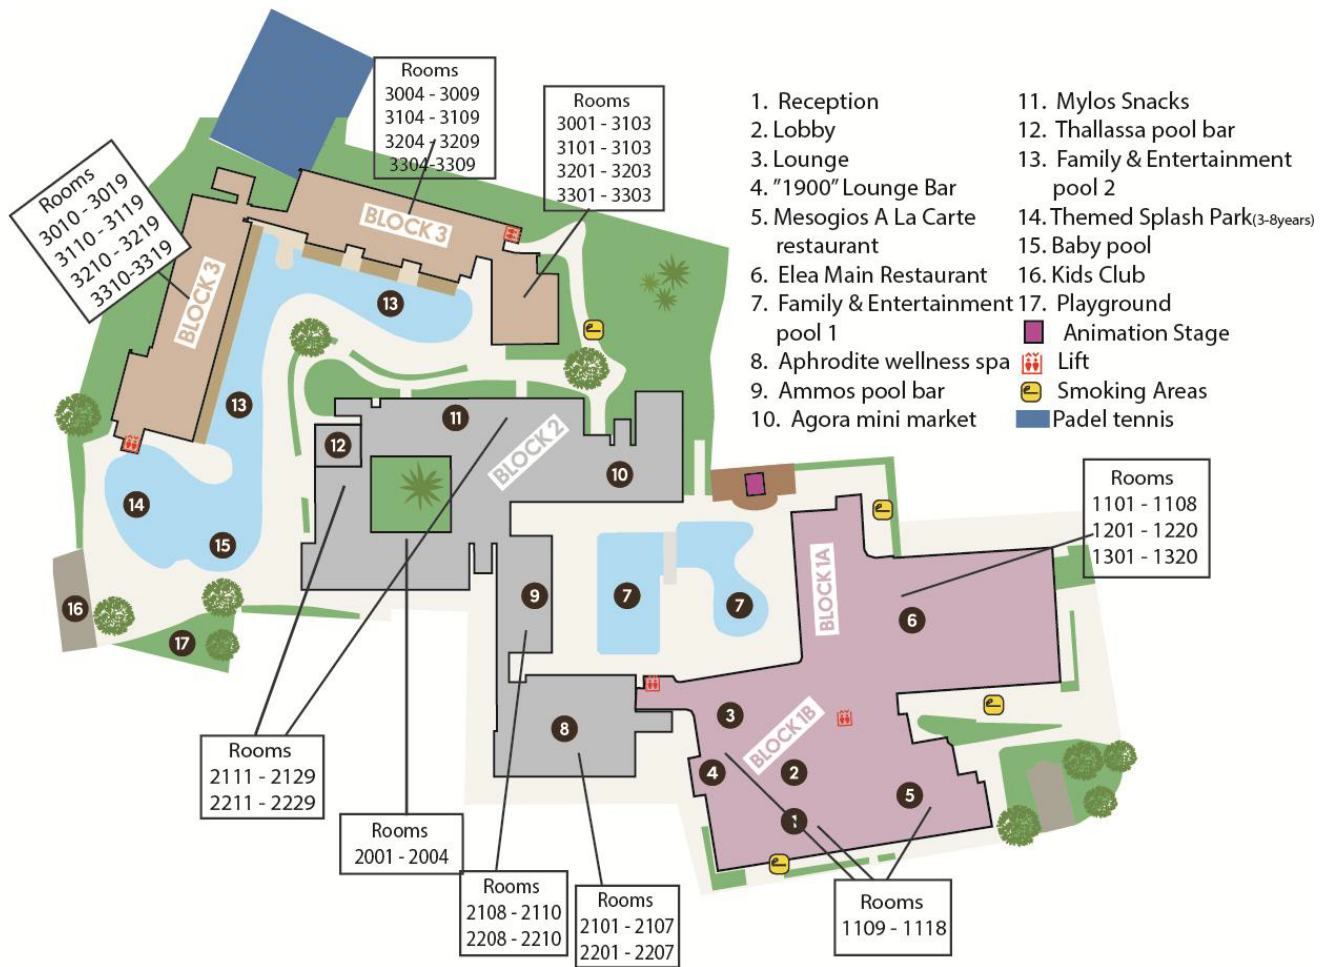 Rooms
3004 - 3009
3104 - 3109
3204 - 3209
3304-3309
Rooms
3001 - 3103
3101 - 3103
3201 - 3203
3301 - 3303
Rooms
3010 - 3019
3110 - 3119
3210 - 3219
3310-3319
BLOCK 3
BLOCK 3
13
13
14
15
16
17
1. Reception
2. Lobby
3. Lounge
4. "1900" Lounge Bar
5. Mesogios A La Carte
restaurant
6. Elea Main Restaurant
7. Family & Entertainment
pool 1
8. Aphrodite wellness spa
9. Ammos pool bar
10. Agora mini market
11. Mylos Snacks
12. Thallassa pool bar
13. Family & Entertainment
pool 2
14. Themed Splash Park(3-8years)
15. Baby pool
16. Kids Club
17. Playground
Animation Stage
Lift
Smoking Areas
Padel tennis
11
12
BLOCK 2
10
9
8
7
7
Rooms
1101 - 1108
1201 - 1220
1301 - 1320
BLOCK 1A
6
BLOCK 1B
3
4
2
5
1
Rooms
2111 - 2129
2211 - 2229
Rooms
2001 - 2004
Rooms
2108 - 2110
2208 - 2210
Rooms
2101 - 2107
2201 - 2207
Rooms
1109 - 1118